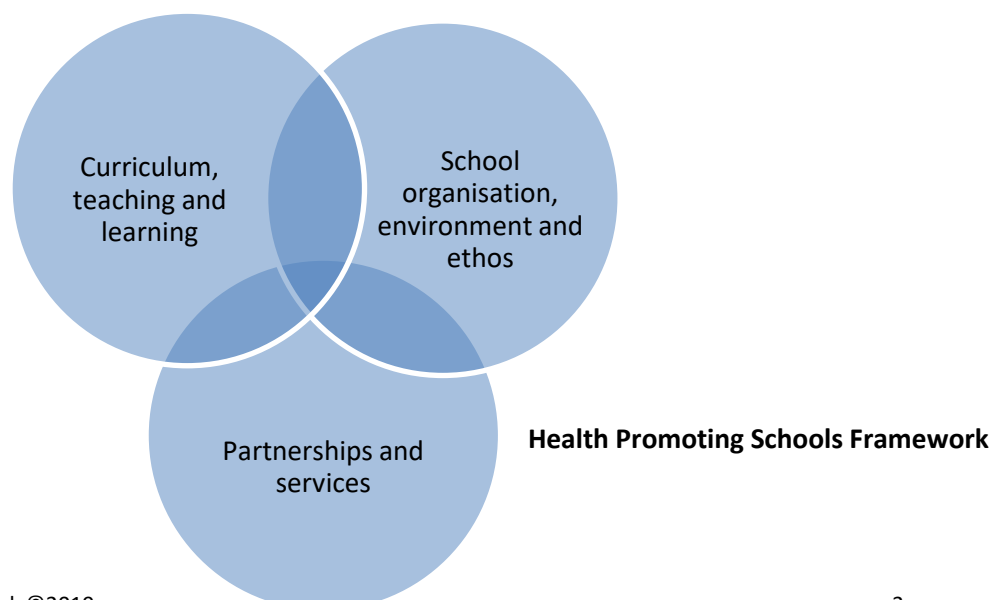 Curriculum,
teaching and
learning
School
organisation,
environment and
ethos
Partnerships and
services
Health Promoting Schools Framework